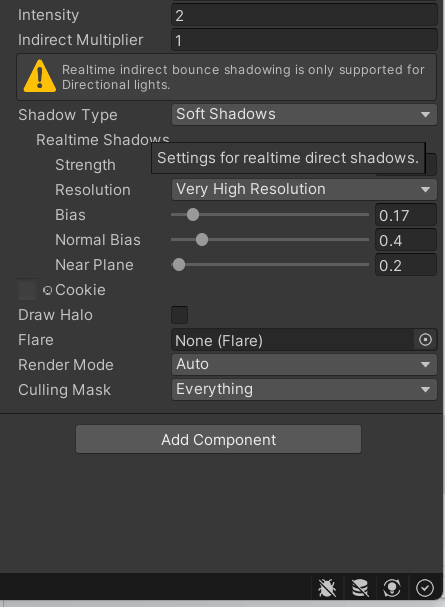 Intensity 2
Indirect Multiplier 1
Realtime indirect bounce shadowing is only supported for
Directional lights.
Shadow Type Soft Shadows
Realtime Shadows
Settings for realtime direct shadows.
Strength
Resolution Very High Resolution
Bias 0.17
Normal Bias 0.4
Near Plane 0.2
Cookie
Draw Halo
Flare None (Flare)
Render Mode Auto
Culling Mask Everything
Add Component